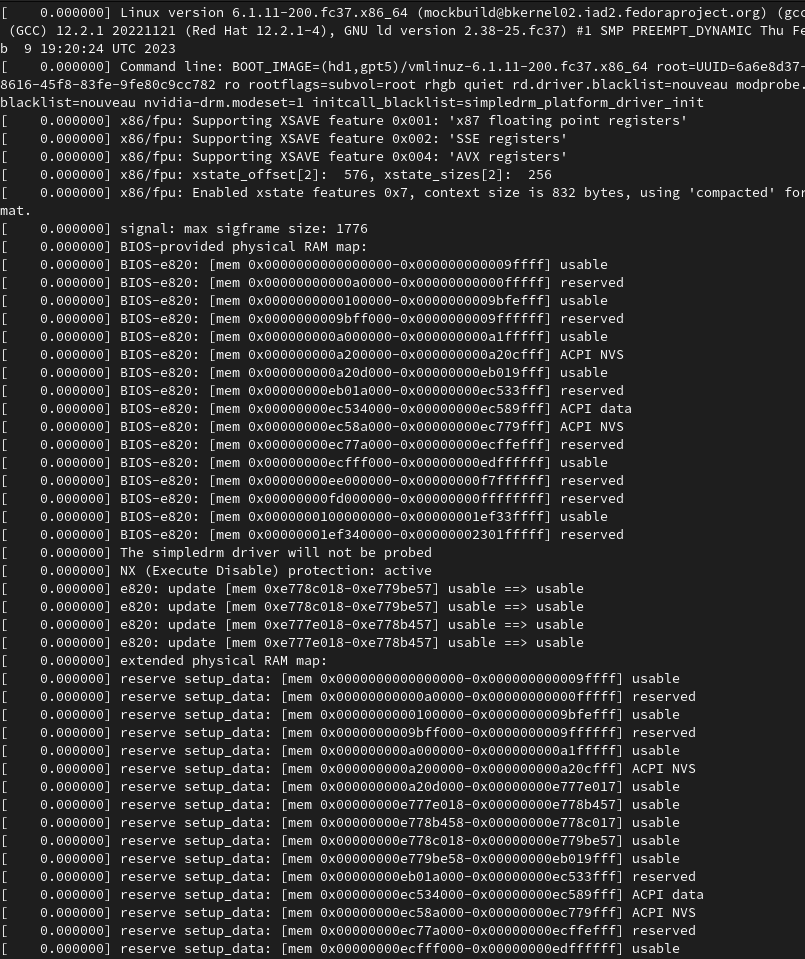 [    0.000000] Linux version 6.1.11-200.fc37.x86_64 (mockbuild@bkernel02.iad2.fedoraproject.org) (gcc
 (GCC) 12.2.1 20221121 (Red Hat 12.2.1-4), GNU ld version 2.38-25.fc37) #1 SMP PREEMPT_DYNAMIC Thu Fe
b  9 19:20:24 UTC 2023
[    0.000000] Command line: BOOT_IMAGE=(hd1,gpt5)/vmlinuz-6.1.11-200.fc37.x86_64 root=UUID=6a6e8d37-
8616-45f8-83fe-9fe80c9cc782 ro rootflags=subvol=root rhgb quiet rd.driver.blacklist=nouveau modprobe.
blacklist=nouveau nvidia-drm.modeset=1 initcall_blacklist=simpledrm_platform_driver_init
[    0.000000] x86/fpu: Supporting XSAVE feature 0x001: 'x87 floating point registers'
[    0.000000] x86/fpu: Supporting XSAVE feature 0x002: 'SSE registers'
[    0.000000] x86/fpu: Supporting XSAVE feature 0x004: 'AVX registers'
[    0.000000] x86/fpu: xstate_offset[2]:  576, xstate_sizes[2]:  256
[    0.000000] x86/fpu: Enabled xstate features 0x7, context size is 832 bytes, using 'compacted' for
mat.
[    0.000000] signal: max sigframe size: 1776
[    0.000000] BIOS-provided physical RAM map:
[    0.000000] BIOS-e820: [mem 0x0000000000000000-0x000000000009ffff] usable
[    0.000000] BIOS-e820: [mem 0x00000000000a0000-0x00000000000fffff] reserved
[    0.000000] BIOS-e820: [mem 0x0000000000100000-0x0000000009bfefff] usable
[    0.000000] BIOS-e820: [mem 0x0000000009bff000-0x0000000009ffffff] reserved
[    0.000000] BIOS-e820: [mem 0x000000000a000000-0x000000000a1fffff] usable
[    0.000000] BIOS-e820: [mem 0x000000000a200000-0x000000000a20cfff] ACPI NVS
[    0.000000] BIOS-e820: [mem 0x000000000a20d000-0x00000000eb019fff] usable
[    0.000000] BIOS-e820: [mem 0x00000000eb01a000-0x00000000ec533fff] reserved
[    0.000000] BIOS-e820: [mem 0x00000000ec534000-0x00000000ec589fff] ACPI data
[    0.000000] BIOS-e820: [mem 0x00000000ec58a000-0x00000000ec779fff] ACPI NVS
[    0.000000] BIOS-e820: [mem 0x00000000ec77a000-0x00000000ecffefff] reserved
[    0.000000] BIOS-e820: [mem 0x00000000ecfff000-0x00000000edffffff] usable
[    0.000000] BIOS-e820: [mem 0x00000000ee000000-0x00000000f7ffffff] reserved
[    0.000000] BIOS-e820: [mem 0x00000000fd000000-0x00000000ffffffff] reserved
[    0.000000] BIOS-e820: [mem 0x0000000100000000-0x00000001ef33ffff] usable
[    0.000000] BIOS-e820: [mem 0x00000001ef340000-0x00000002301fffff] reserved
[    0.000000] The simpledrm driver will not be probed
[    0.000000] NX (Execute Disable) protection: active
[    0.000000] e820: update [mem 0xe778c018-0xe779be57] usable ==> usable
[    0.000000] e820: update [mem 0xe778c018-0xe779be57] usable ==> usable
[    0.000000] e820: update [mem 0xe777e018-0xe778b457] usable ==> usable
[    0.000000] e820: update [mem 0xe777e018-0xe778b457] usable ==> usable
[    0.000000] extended physical RAM map:
[    0.000000] reserve setup_data: [mem 0x0000000000000000-0x000000000009ffff] usable
[    0.000000] reserve setup_data: [mem 0x00000000000a0000-0x00000000000fffff] reserved
[    0.000000] reserve setup_data: [mem 0x0000000000100000-0x0000000009bfefff] usable
[    0.000000] reserve setup_data: [mem 0x0000000009bff000-0x0000000009ffffff] reserved
[    0.000000] reserve setup_data: [mem 0x000000000a000000-0x000000000a1fffff] usable
[    0.000000] reserve setup_data: [mem 0x000000000a200000-0x000000000a20cfff] ACPI NVS
[    0.000000] reserve setup_data: [mem 0x000000000a20d000-0x00000000e777e017] usable
[    0.000000] reserve setup_data: [mem 0x00000000e777e018-0x00000000e778b457] usable
[    0.000000] reserve setup_data: [mem 0x00000000e778b458-0x00000000e778c017] usable
[    0.000000] reserve setup_data: [mem 0x00000000e778c018-0x00000000e779be57] usable
[    0.000000] reserve setup_data: [mem 0x00000000e779be58-0x00000000eb019fff] usable
[    0.000000] reserve setup_data: [mem 0x00000000eb01a000-0x00000000ec533fff] reserved
[    0.000000] reserve setup_data: [mem 0x00000000ec534000-0x00000000ec589fff] ACPI data
[    0.000000] reserve setup_data: [mem 0x00000000ec58a000-0x00000000ec779fff] ACPI NVS
[    0.000000] reserve setup_data: [mem 0x00000000ec77a000-0x00000000ecffefff] reserved
[    0.000000] reserve setup_data: [mem 0x00000000ecfff000-0x00000000edffffff] usable